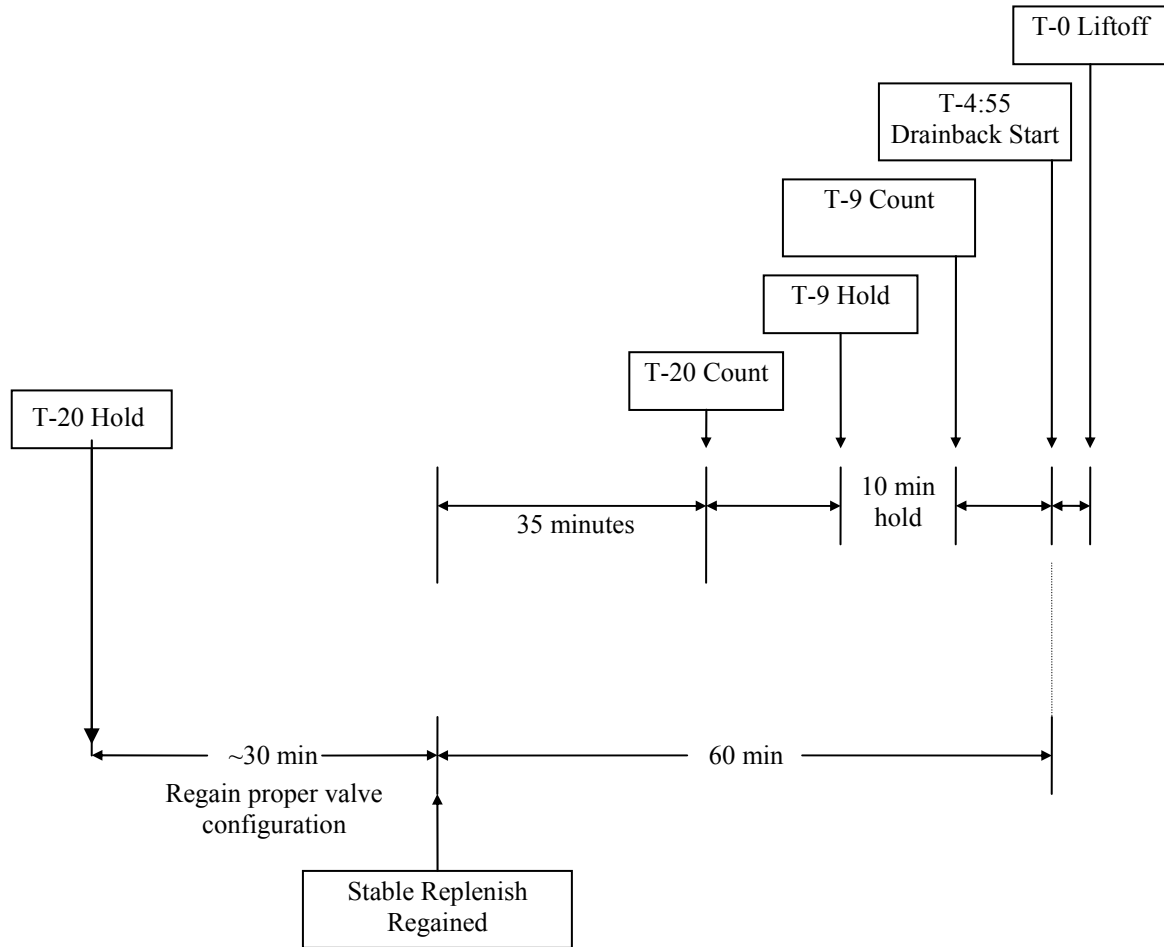 T-0 Liftoff
T-4:55
Drainback Start
T-9 Count
T-9 Hold
T-20 Count
T-20 Hold
10 min
hold
35 minutes
~30 min
60 min
Regain proper valve
configuration
Stable Replenish
Regained